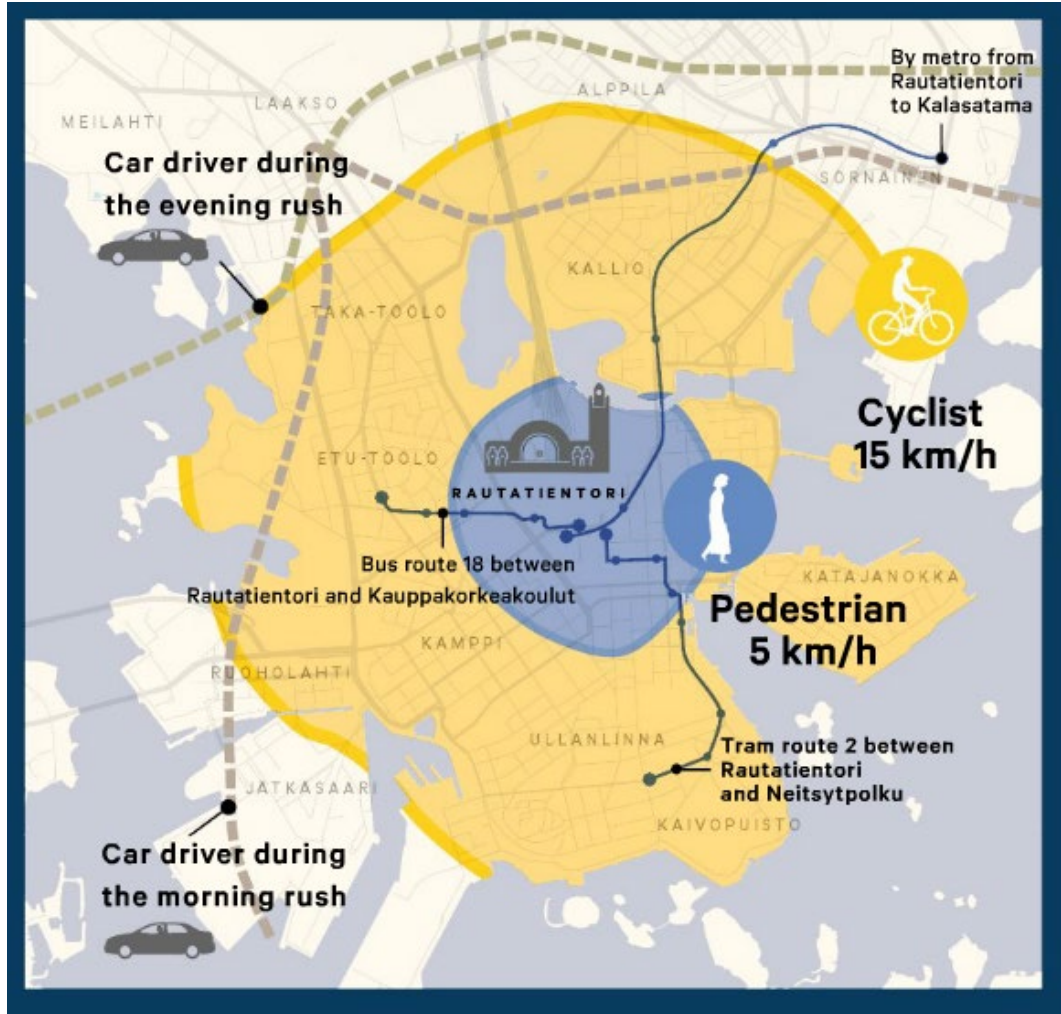 By metro from
Rautatientori
to Kalasatama
ALPPILA
LAAKSO
MEILAHTI
Car driver during
the evening rush
SÖRNÄINEN
KALLIO
TAKA-TÖÖLÖ
Cyclist
15 km/h
ETU-TÖÖLÖ
RAUTATIENTORI
Bus route 18 between
Rautatientori and Kauppakorkeakoulut
KATAJANOKKA
Pedestrian
5 km/h
KAMPPI
RUOHOLAHTI
ULLANLINNA
Tram route 2 between
Rautatientori
and Neitsytpolku
JÄTKÄSAARI
KAIVOPUISTO
Car driver during
the morning rush